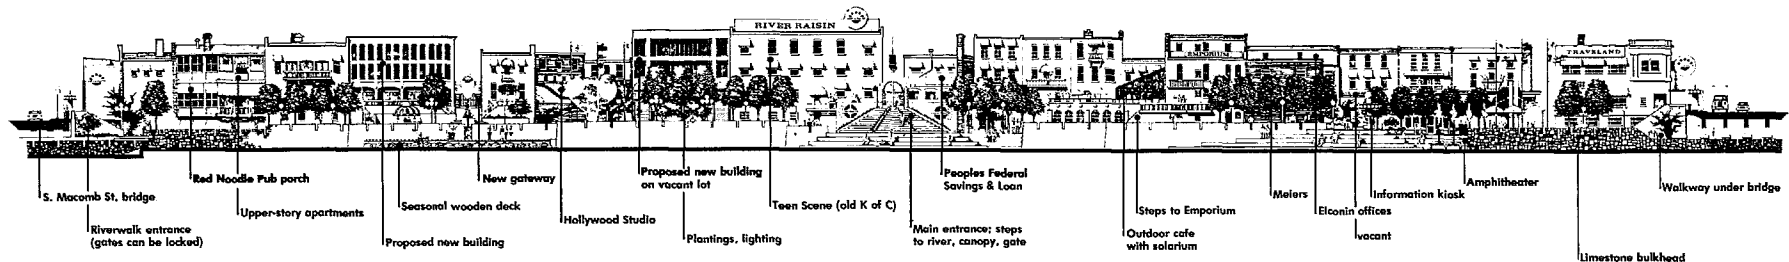 RIVER RAISIN
EMPORIUM
TRAVELAND
S. Macomb St. bridge
Riverwalk entrance
(gates can be locked)
Red Noodle Pub porch
Upper-story apartments
Proposed new building
Seasonal wooden deck
New gateway
Hollywood Studio
Proposed new building
on vacant lot
Plantings, lighting
Teen Scene (old K of C)
Main entrance; steps
to river, canopy, gate
Peoples Federal
Savings & Loan
Outdoor cafe
with solarium
Steps to Emporium
Meiers
Elconin offices
vacant
Information kiosk
Amphitheater
Limestone bulkhead
Walkway under bridge